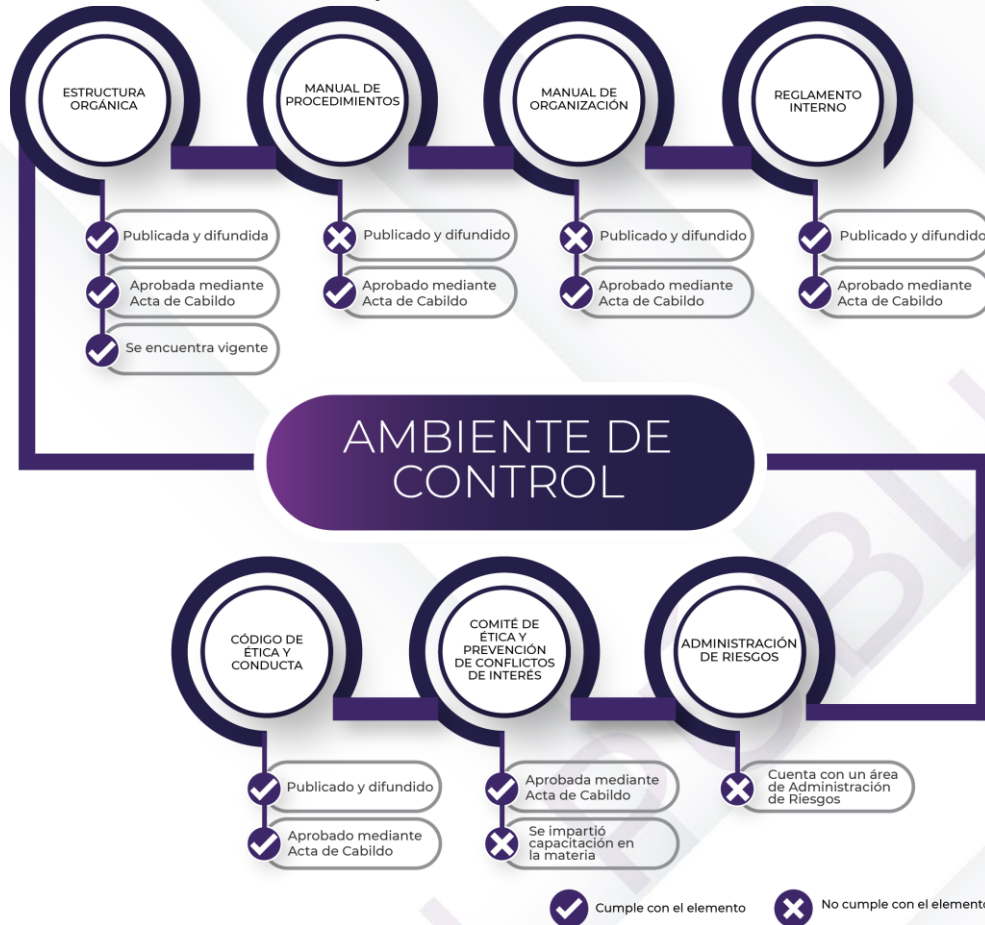 ESTRUCTURA
ORGÁNICA
MANUAL DE
PROCEDIMIENTOS
MANUAL DE
ORGANIZACIÓN
REGLAMENTO
INTERNO
Publicada y difundida
Aprobada mediante
Acta de Cabildo
Se encuentra vigente
Publicado y difundido
Aprobado mediante
Acta de Cabildo
Publicado y difundido
Aprobado mediante
Acta de Cabildo
Publicado y difundido
Aprobado mediante
Acta de Cabildo
AMBIENTE DE
CONTROL
CÓDIGO DE
ÉTICA Y
CONDUCTA
COMITÉ DE
ÉTICA Y
PREVENCIÓN
DE CONFLICTOS
DE INTERÉS
ADMINISTRACIÓN
DE RIESGOS
Publicado y difundido
Aprobado mediante
Acta de Cabildo
Aprobada mediante
Acta de Cabildo
Se impartió
capacitación en
la materia
Cuenta con un área
de Administración
de Riesgos
Cumple con el elemento
No cumple con el elemento